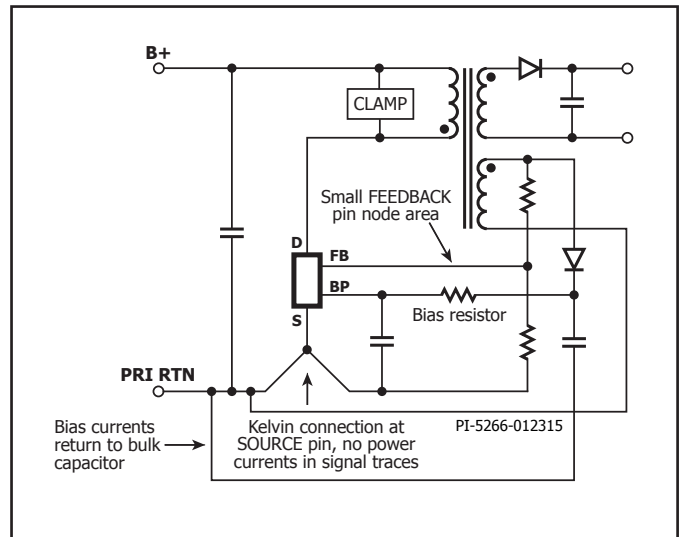 B+
CLAMP
Small FEEDBACK
pin node area
D
FB
BP
S
Bias resistor
PRI RTN
Bias currents
return to bulk
capacitor
Kelvin connection at
SOURCE pin, no power
currents in signal traces
PI-5266-012315